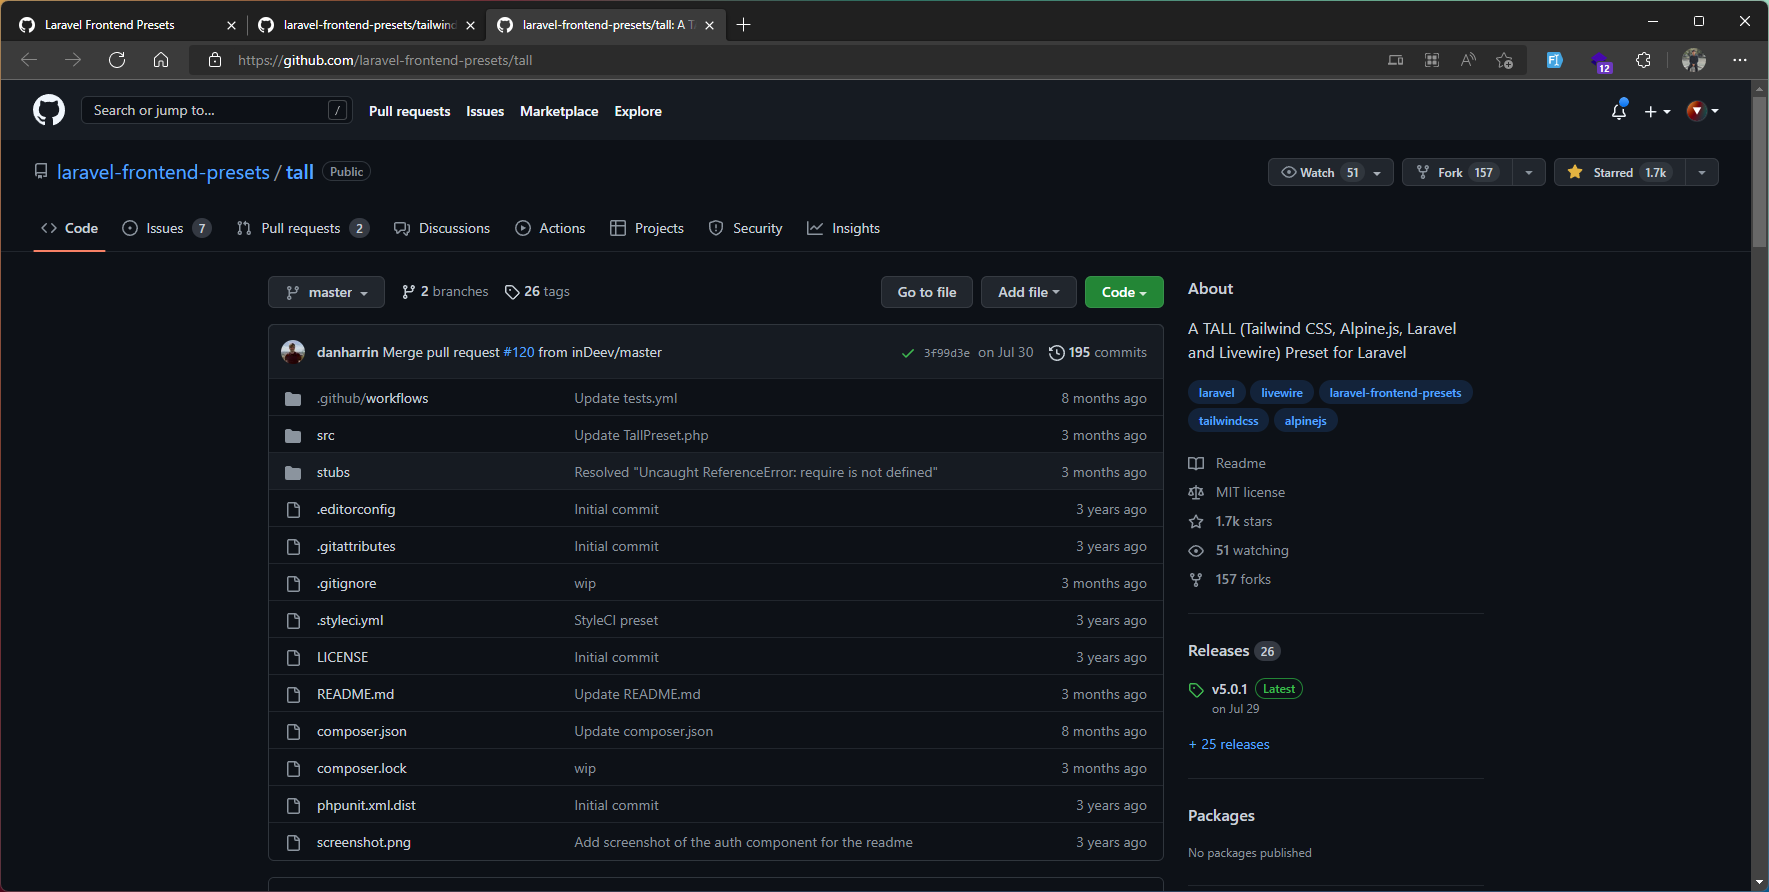 Laravel Frontend Presets
laravel-frontend-presets/tailwind
laravel-frontend-presets/tall: A T
https://github.com/laravel-frontend-presets/tall
12
Search or jump to... /
Pull requests Issues Marketplace Explore
laravel-frontend-presets / tall Public
Watch 51 Fork 157 Starred 1.7k
Code Issues 7 Pull requests 2 Discussions Actions Projects Security Insights
master 2 branches 26 tags Go to file Add file Code
danharrin Merge pull request #120 from inDeev/master 3f99d3e on Jul 30 195 commits
.github/workflows Update tests.yml 8 months ago
src Update TallPreset.php 3 months ago
stubs Resolved "Uncaught ReferenceError: require is not defined" 3 months ago
.editorconfig Initial commit 3 years ago
.gitattributes Initial commit 3 years ago
.gitignore wip 3 months ago
.styleci.yml StyleCI preset 3 years ago
LICENSE Initial commit 3 years ago
README.md Update README.md 3 months ago
composer.json Update composer.json 8 months ago
composer.lock wip 3 months ago
phpunit.xml.dist Initial commit 3 years ago
screenshot.png Add screenshot of the auth component for the readme 3 years ago
About
A TALL (Tailwind CSS, Alpine.js, Laravel
and Livewire) Preset for Laravel
laravel livewire laravel-frontend-presets
tailwindcss alpinejs
Readme
MIT license
1.7k stars
51 watching
157 forks
Releases 26
v5.0.1 Latest
on Jul 29
+ 25 releases
Packages
No packages published